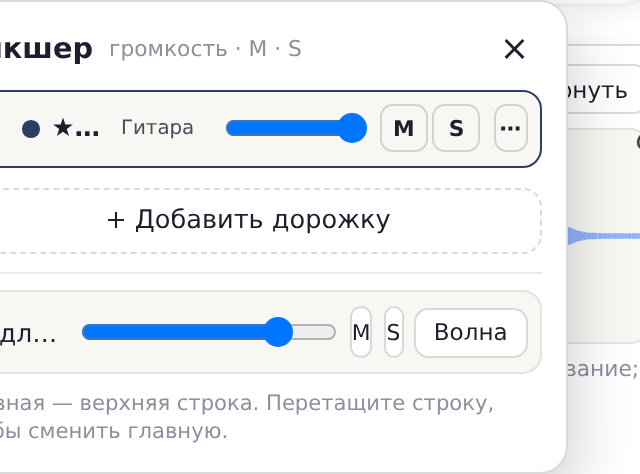 кшер громкость · M · S
онуть
★... Гитара M S ...
+ Добавить дорожку
дл... M S Волна
вание;
вная — верхняя строка. Перетащите строку,
бы сменить главную.